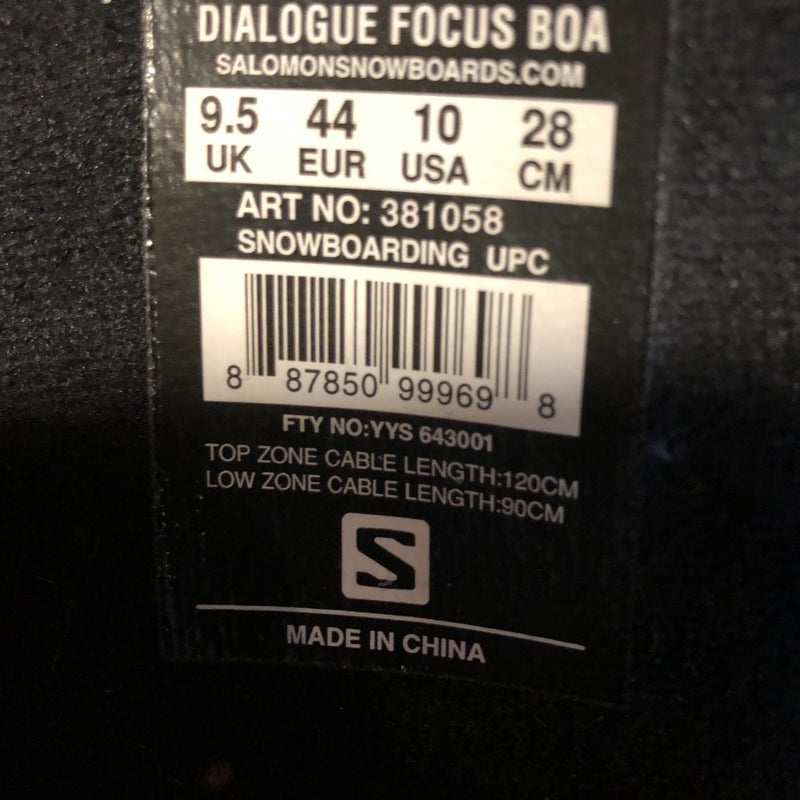 DIALOGUE FOCUS BOA
SALOMONSNOWBOARDS.COM
9.5 44 10 28
UK EUR USA CM
ART NO: 381058
SNOWBOARDING UPC
8 87850 99969 8
FTY NO:YYS 643001
TOP ZONE CABLE LENGTH:120CM
LOW ZONE CABLE LENGTH:90CM
S
MADE IN CHINA